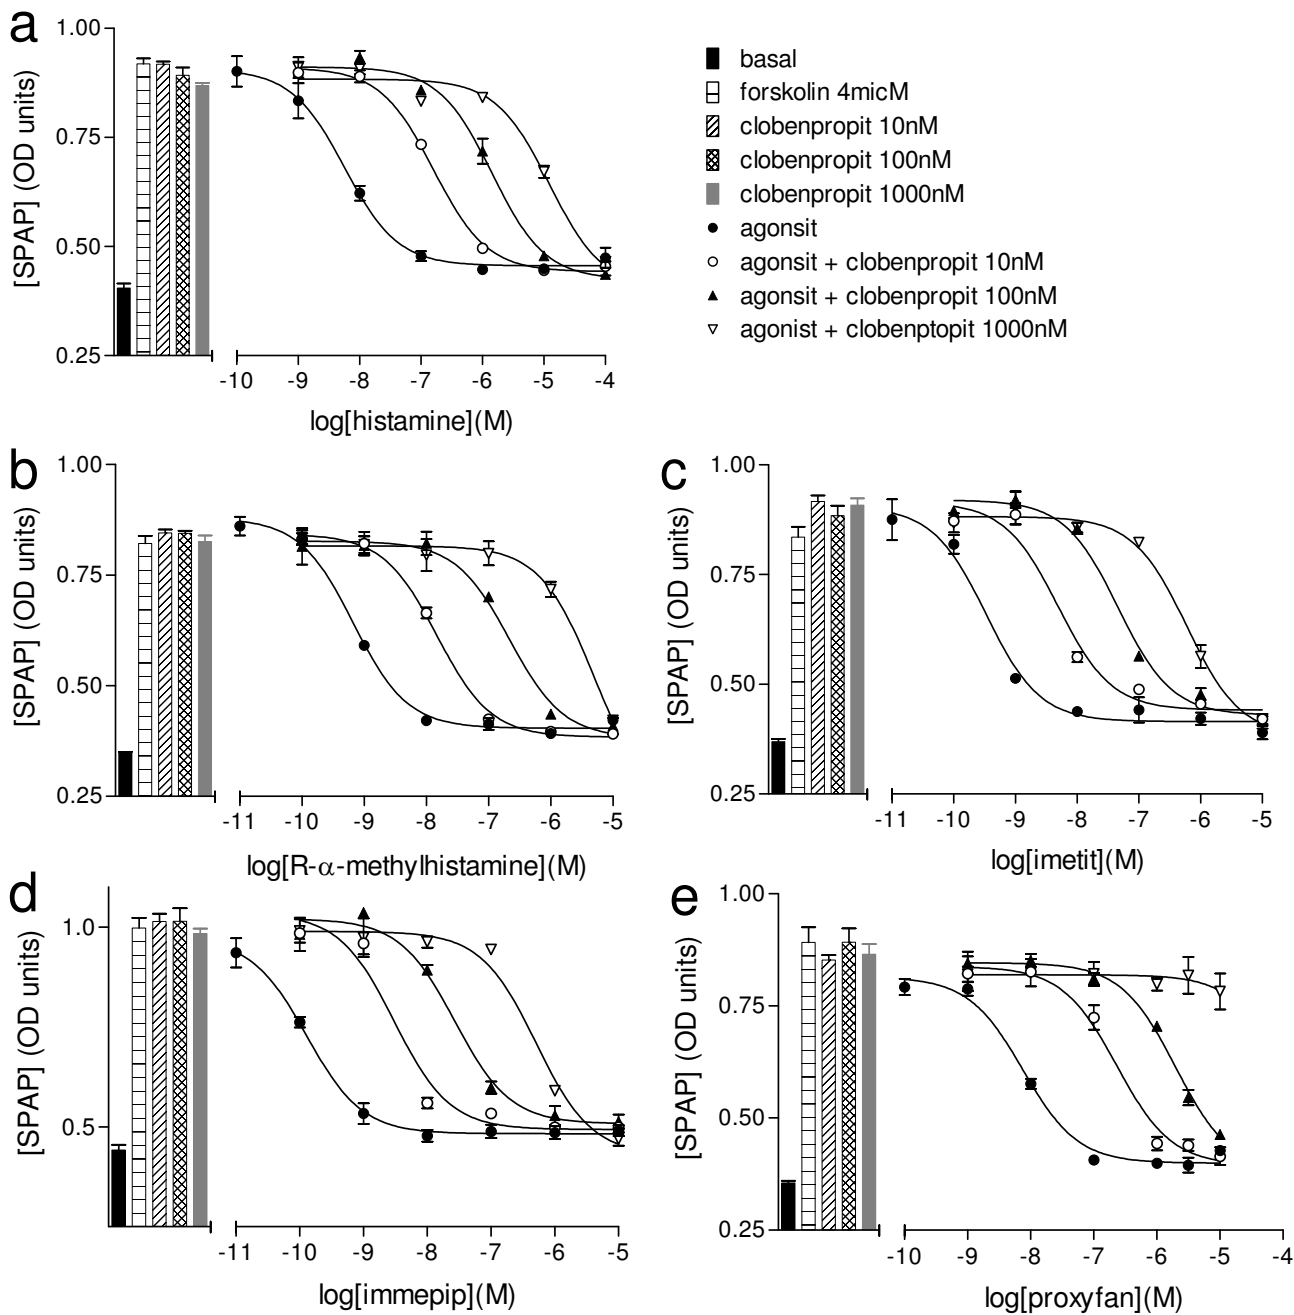 a
1.00
0.75
0.50
0.25
[SPAP] (OD units)
-10 -9 -8 -7 -6 -5 -4
log[histamine](M)
basal
forskolin 4micM
clobenpropit 10nM
clobenpropit 100nM
clobenpropit 1000nM
agonsit
agonsit + clobenpropit 10nM
agonsit + clobenpropit 100nM
agonist + clobenptopit 1000nM
b
1.00
0.75
0.50
0.25
[SPAP] (OD units)
-11 -10 -9 -8 -7 -6 -5
log[R-α-methylhistamine](M)
c
1.00
0.75
0.50
0.25
[SPAP] (OD units)
-11 -10 -9 -8 -7 -6 -5
log[imetit](M)
d
1.0
0.5
[SPAP] (OD units)
-11 -10 -9 -8 -7 -6 -5
log[immepip](M)
e
1.00
0.75
0.50
0.25
[SPAP] (OD units)
-10 -9 -8 -7 -6 -5 -4
log[proxyfan](M)